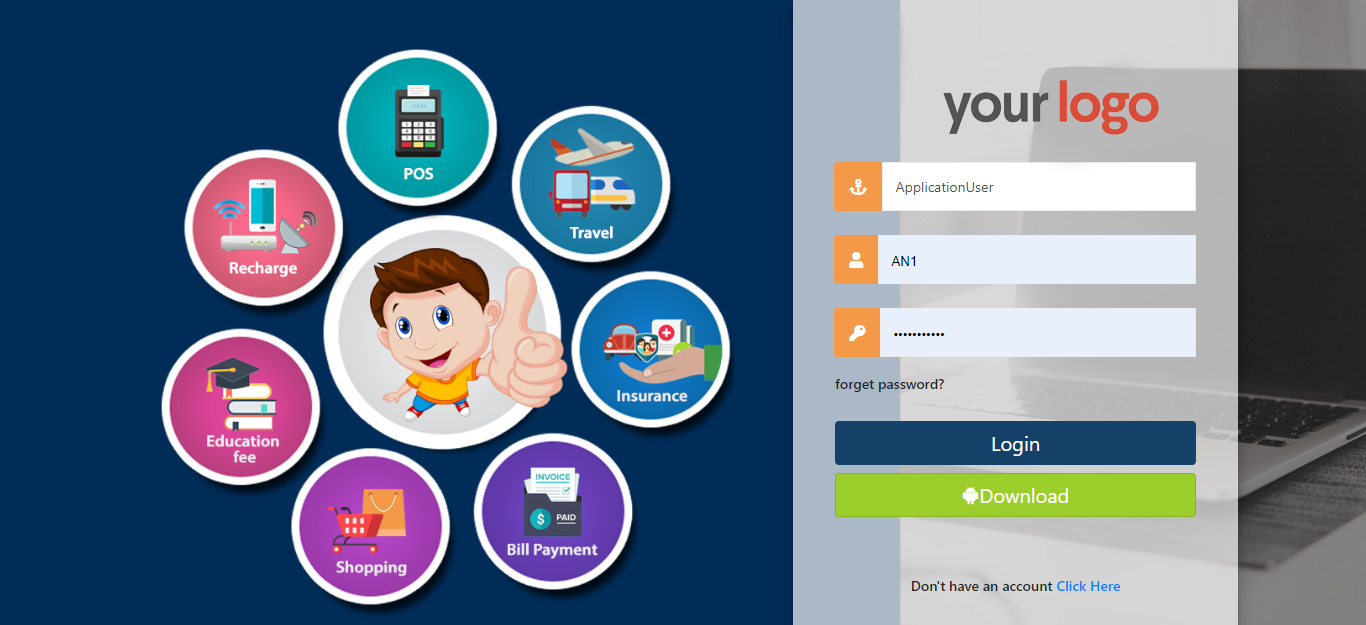 POS
Travel
Recharge
Insurance
Education
fee
INVOICE
$
PAID
Bill Payment
Shopping
your logo
ApplicationUser
AN1
•••••••••••
forget password?
Login
Download
Don't have an account Click Here